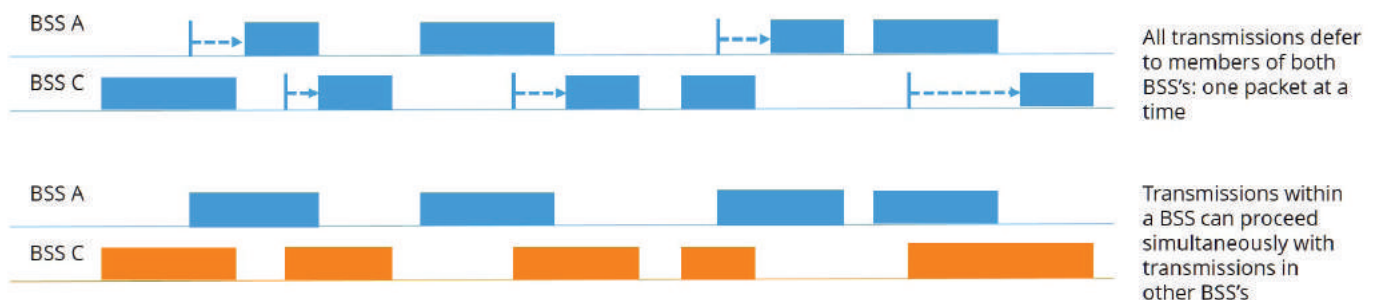 BSS A
BSS C
All transmissions defer
to members of both
BSS's: one packet at a
time
BSS A
BSS C
Transmissions within
a BSS can proceed
simultaneously with
transmissions in
other BSS's